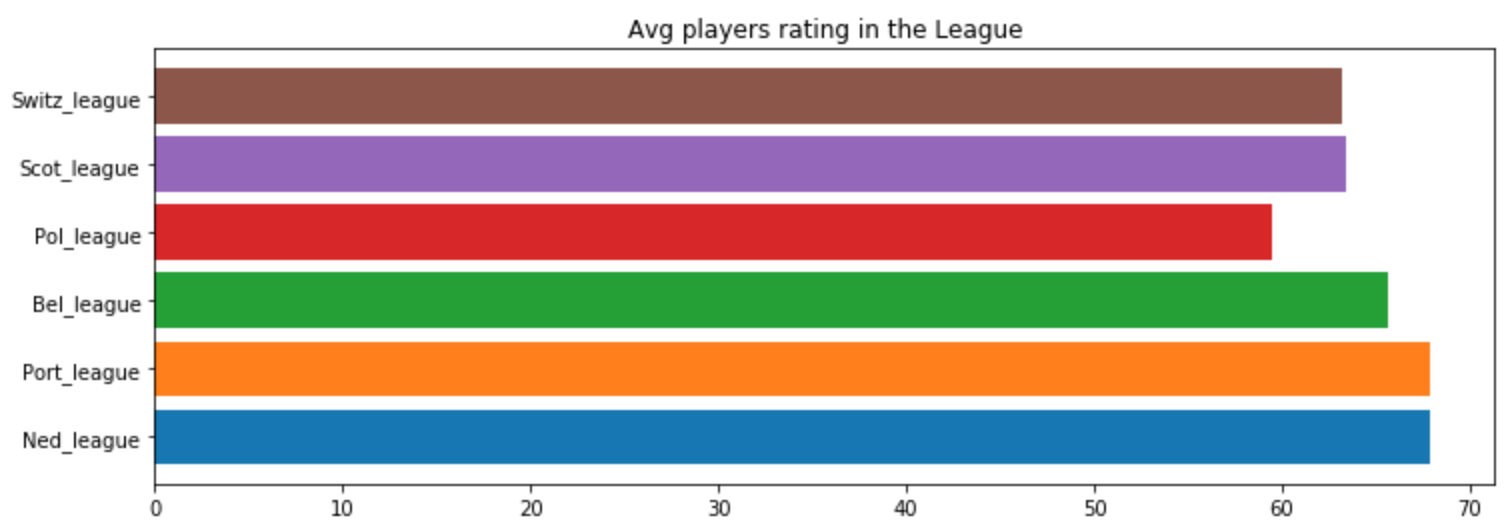 Avg players rating in the League
Switz_league
Scot_league
Pol_league
Bel_league
Port_league
Ned_league
0 10 20 30 40 50 60 70